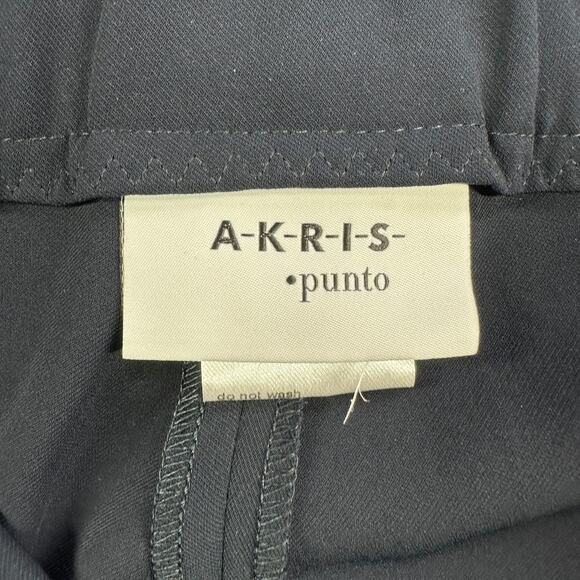 A-K-R-I-S-
•punto
do not wash